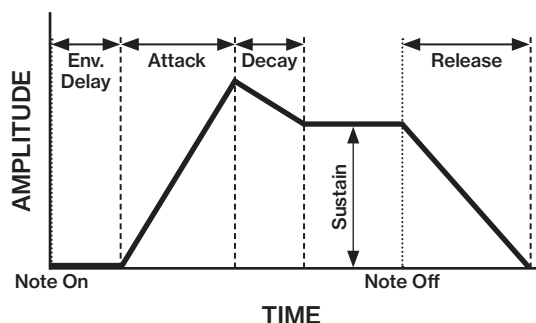 Env.
Delay
Attack
Decay
Release
AMPLITUDE
Sustain
Note On
Note Off
TIME